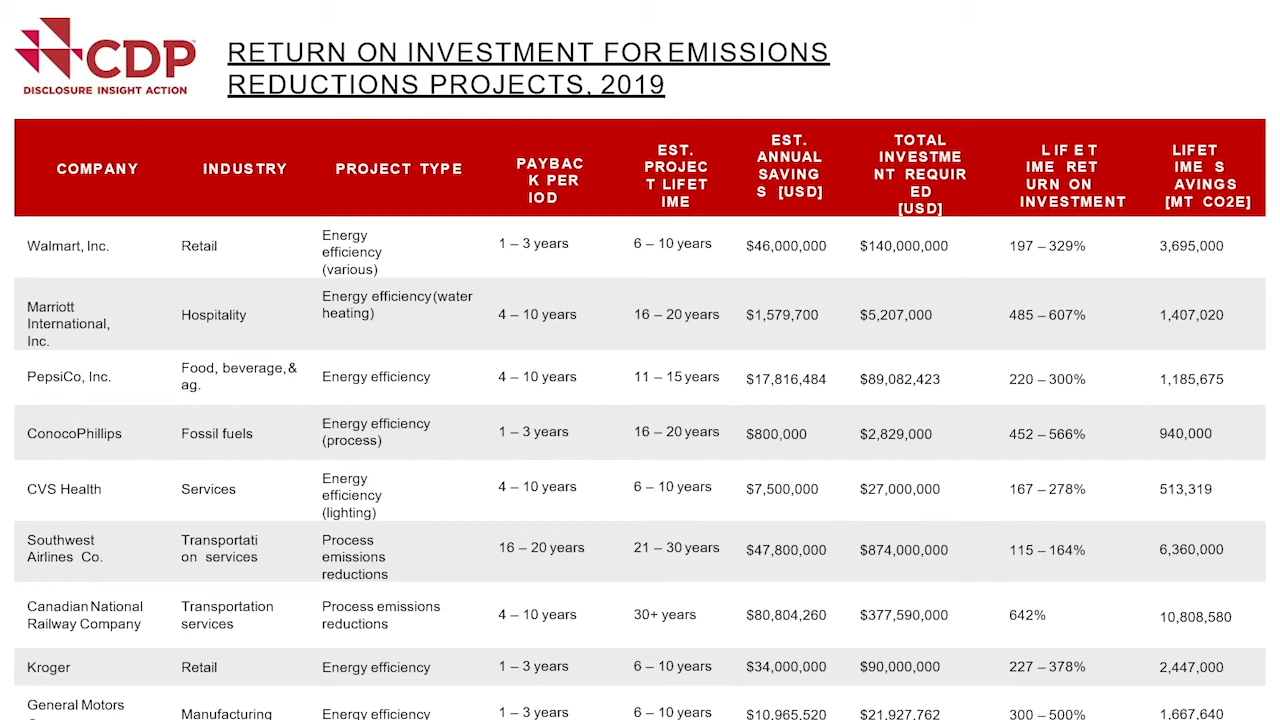 CDP
DISCLOSURE INSIGHT ACTION
RETURN ON INVESTMENT FOR EMISSIONS
REDUCTIONS PROJECTS, 2019
COMPANY
INDUSTRY
PROJECT TYPE
PAYBAC
K PER
IOD
EST.
PROJEC
T LIFET
IME
EST.
ANNUAL
SAVING
S [USD]
TOTAL
INVESTME
NT REQUIR
ED
[USD]
LIFET
IME RET
URN ON
INVESTMENT
LIFET
IME S
AVINGS
[MT CO2E]
Walmart, Inc.
Retail
Energy
efficiency
(various)
1 – 3 years
6 – 10 years
$46,000,000
$140,000,000
197 – 329%
3,695,000
Marriott
International,
Inc.
Hospitality
Energy efficiency (water
heating)
4 – 10 years
16 – 20 years
$1,579,700
$5,207,000
485 – 607%
1,407,020
PepsiCo, Inc.
Food, beverage, &
ag.
Energy efficiency
4 – 10 years
11 – 15 years
$17,816,484
$89,082,423
220 – 300%
1,185,675
ConocoPhillips
Fossil fuels
Energy efficiency
(process)
1 – 3 years
16 – 20 years
$800,000
$2,829,000
452 – 566%
940,000
CVS Health
Services
Energy
efficiency
(lighting)
4 – 10 years
6 – 10 years
$7,500,000
$27,000,000
167 – 278%
513,319
Southwest
Airlines Co.
Transportati
on services
Process
emissions
reductions
16 – 20 years
21 – 30 years
$47,800,000
$874,000,000
115 – 164%
6,360,000
Canadian National
Railway Company
Transportation
services
Process emissions
reductions
4 – 10 years
30+ years
$80,804,260
$377,590,000
642%
10,808,580
Kroger
Retail
Energy efficiency
1 – 3 years
6 – 10 years
$34,000,000
$90,000,000
227 – 378%
2,447,000
General Motors
Manufacturing
Energy efficiency
1 – 3 years
6 – 10 years
$10,965,520
$21,927,762
300 – 500%
1,667,640